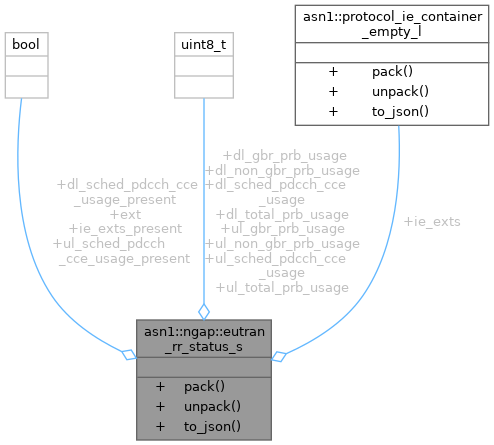 bool
uint8_t
asn1::protocol_ie_container
_empty_l
+ pack()
+ unpack()
+ to_json()
+dl_sched_pdcch_cce
_usage_present
+ext
+ie_exts_present
+ul_sched_pdcch
_cce_usage_present
+dl_gbr_prb_usage
+dl_non_gbr_prb_usage
+dl_sched_pdcch_cce
_usage
+dl_total_prb_usage
+ul_gbr_prb_usage
+ul_non_gbr_prb_usage
+ul_sched_pdcch_cce
_usage
+ul_total_prb_usage
+ie_exts
asn1::ngap::eutran
_rr_status_s
+ pack()
+ unpack()
+ to_json()